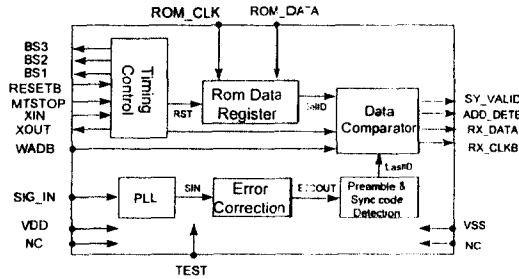 ROM_CLK
ROM_DATA
BS3
BS2
BS1
RESETB
MTSTOP
XIN
XOUT
WADB
SIG_IN
VDD
NC
Timing
Control
RST
Rom Data
Register
Data
Comparator
SY_VALID
ADD_DETE
RX_DATA
RX_CLKB
PLL
SIN
Error
Correction
Preamble &
Sync code
Detection
VSS
NC
TEST